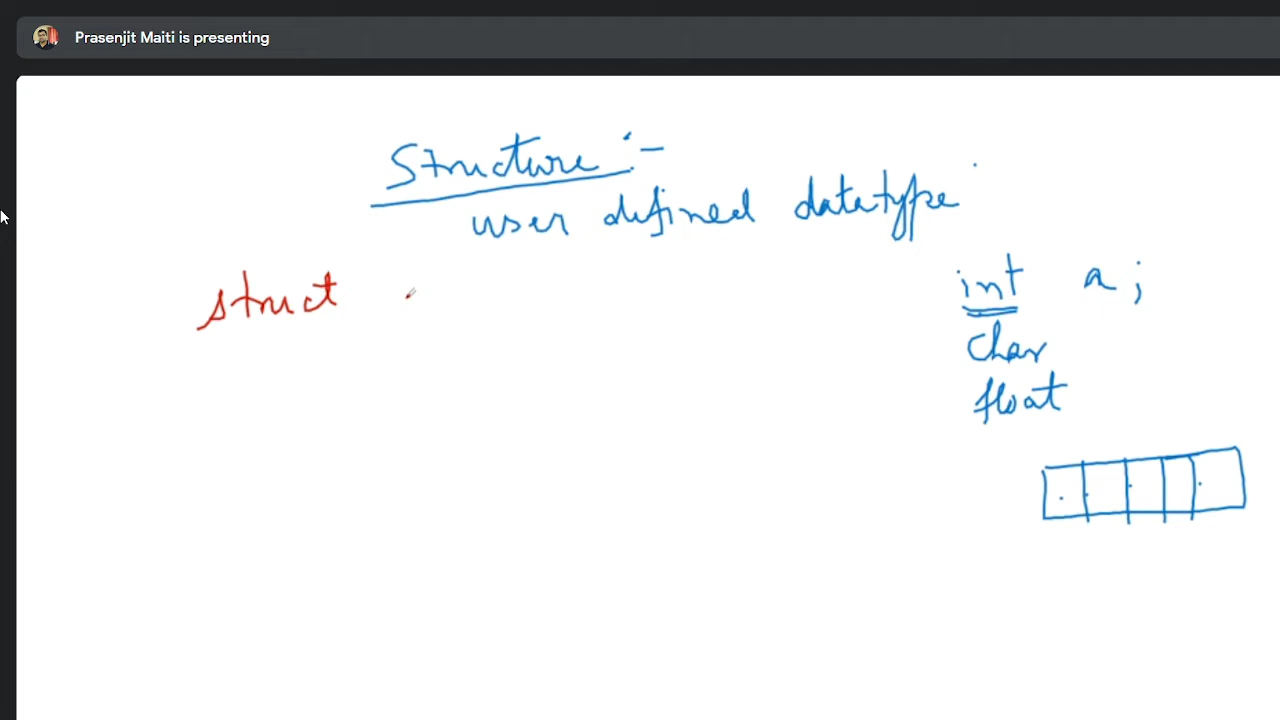 Prasenjit Maiti is presenting
Structure :-
user defined datatype
struct
int a ;
char
float